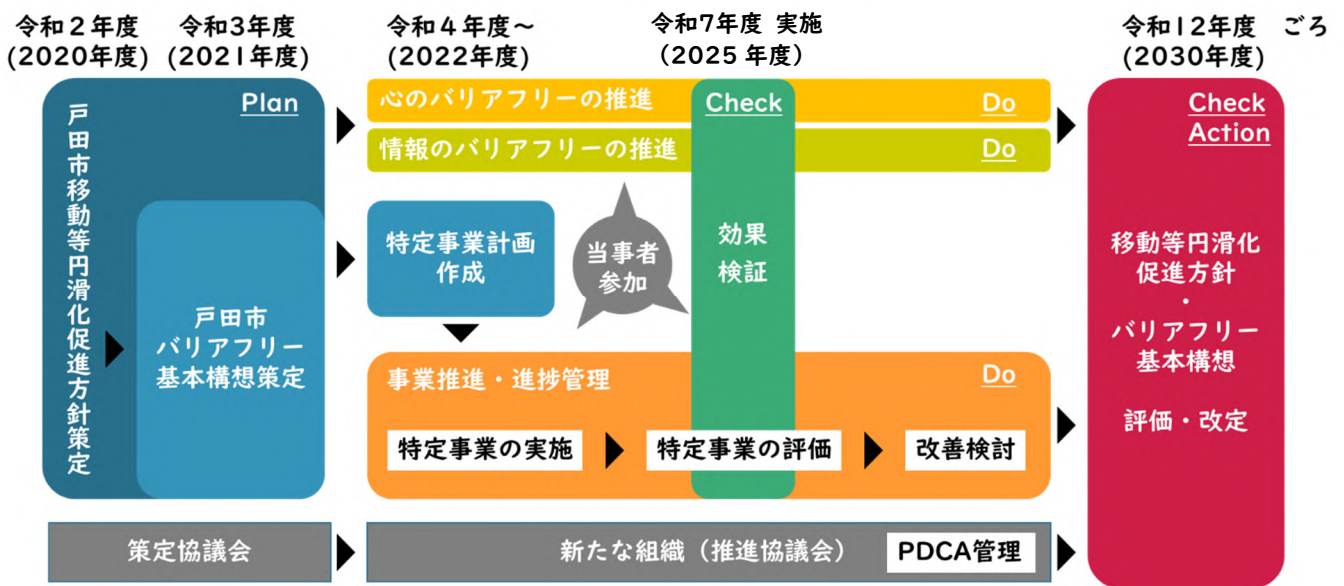 令和２年度
(2020年度)
令和3年度
(2021年度)
令和４年度～
(2022年度)
令和7年度 実施
(2025 年度)
令和12年度　ごろ
(2030年度)
Plan
戸田市移動等円滑化促進方針策定
戸田市
バリアフリー
基本構想策定
心のバリアフリーの推進
Do
情報のバリアフリーの推進
Do
特定事業計画
作成
当事者
参加
Check
効果
検証
事業推進・進捗管理
Do
特定事業の実施
特定事業の評価
改善検討
Check
Action
移動等円滑化
促進方針
・
バリアフリー
基本構想
評価・改定
策定協議会
新たな組織（推進協議会）
PDCA管理